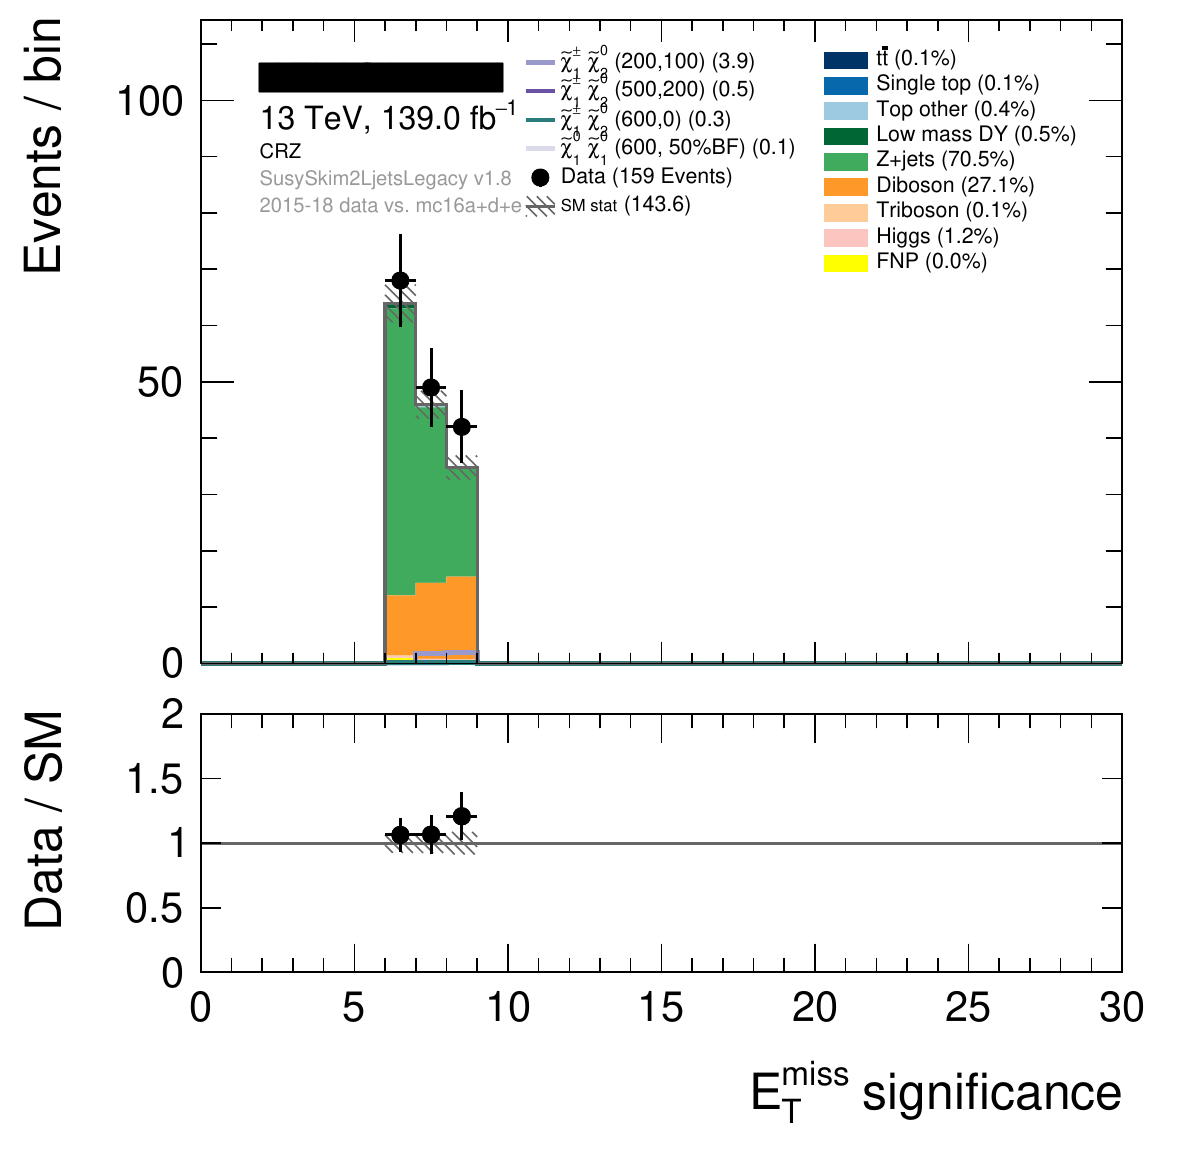 Events / bin
100
50
0
13 TeV, 139.0 fb⁻¹
CRZ
SusySkim2LjetsLegacy v1.8
2015-18 data vs. mc16a+d+e
χ̃₁± χ̃₂⁰ (200,100) (3.9)
χ̃₁± χ̃₂⁰ (500,200) (0.5)
χ̃₁± χ̃₂⁰ (600,0) (0.3)
χ̃₁⁰ χ̃₁⁰ (600, 50%BF) (0.1)
Data (159 Events)
SM stat (143.6)
tt̄ (0.1%)
Single top (0.1%)
Top other (0.4%)
Low mass DY (0.5%)
Z+jets (70.5%)
Diboson (27.1%)
Triboson (0.1%)
Higgs (1.2%)
FNP (0.0%)
Data / SM
2
1.5
1
0.5
0
0 5 10 15 20 25 30
E_T^miss significance